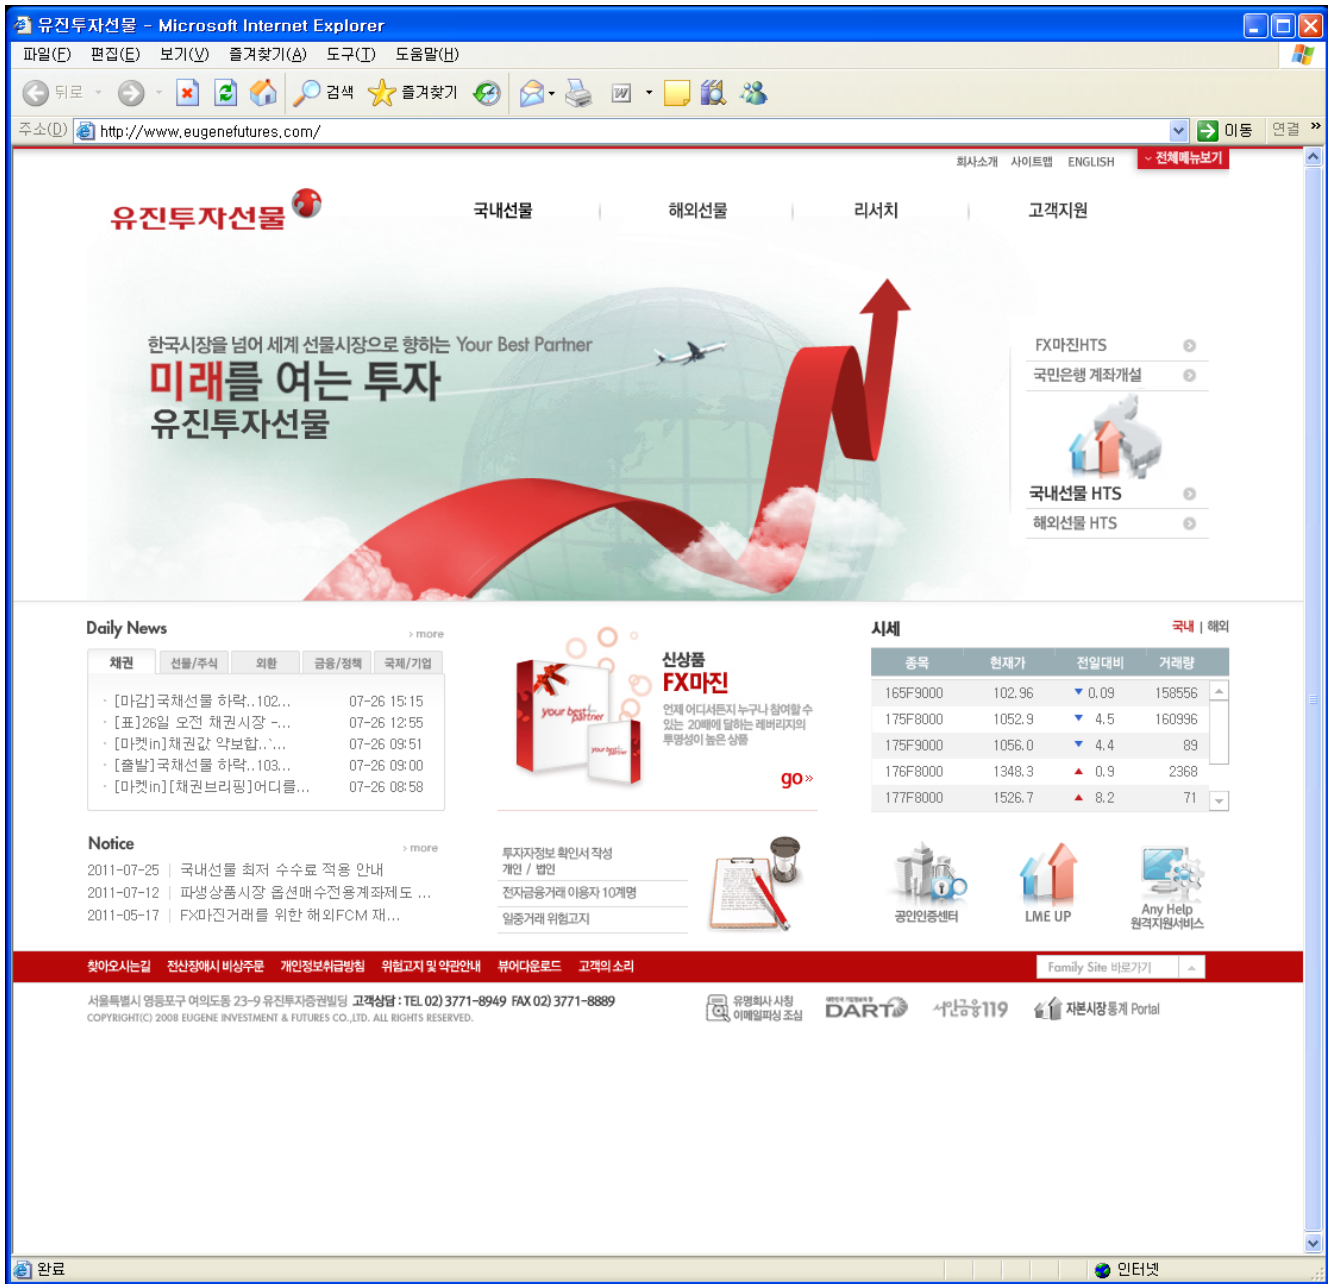 유진투자선물 - Microsoft Internet Explorer
파일(F) 편집(E) 보기(V) 즐겨찾기(A) 도구(T) 도움말(H)
뒤로 검색 즐겨찾기
주소(D) http://www.eugenefutures.com/ 이동 연결 »
회사소개 사이트맵 ENGLISH 전체메뉴보기
유진투자선물 국내선물 해외선물 리서치 고객지원
한국시장을 넘어 세계 선물시장으로 향하는 Your Best Partner
미래를 여는 투자
유진투자선물
FX마진HTS
국민은행 계좌개설
국내선물 HTS
해외선물 HTS
Daily News > more
채권 선물/주식 외환 금융/정책 국제/기업
· [마감]국채선물 하락..102... 07-26 15:15
· [표]26일 오전 채권시장 -... 07-26 12:55
· [마켓in]채권값 약보합..`... 07-26 09:51
· [출발]국채선물 하락..103... 07-26 09:00
· [마켓in][채권브리핑]어디를... 07-26 08:58
your best partner
your best partner
신상품
FX마진
언제 어디서든지 누구나 참여할 수
있는 20배에 달하는 레버리지의
투명성이 높은 상품
go»
시세 국내 | 해외
종목 현재가 전일대비 거래량
165F9000 102.96 ▼ 0.09 158556
175F8000 1052.9 ▼ 4.5 160996
175F9000 1056.0 ▼ 4.4 89
176F8000 1348.3 ▲ 0.9 2368
177F8000 1526.7 ▲ 8.2 71
Notice > more
2011-07-25 | 국내선물 최저 수수료 적용 안내
2011-07-12 | 파생상품시장 옵션매수전용계좌제도 ...
2011-05-17 | FX마진거래를 위한 해외FCM 재...
투자자정보 확인서 작성
개인 / 법인
전자금융거래 이용자 10계명
일중거래 위험고지
공인인증센터
LME UP
Any Help
원격지원서비스
찾아오시는길 전산장애시 비상주문 개인정보취급방침 위험고지 및 약관안내 뷰어다운로드 고객의 소리 Family Site 바로가기
서울특별시 영등포구 여의도동 23-9 유진투자증권빌딩 고객상담 : TEL 02) 3771-8949 FAX 02) 3771-8889
COPYRIGHT(C) 2008 EUGENE INVESTMENT & FUTURES CO.,LTD. ALL RIGHTS RESERVED.
유명회사 사칭
이메일피싱 조심
DART
서민금융119
자본시장통계 Portal
완료 인터넷